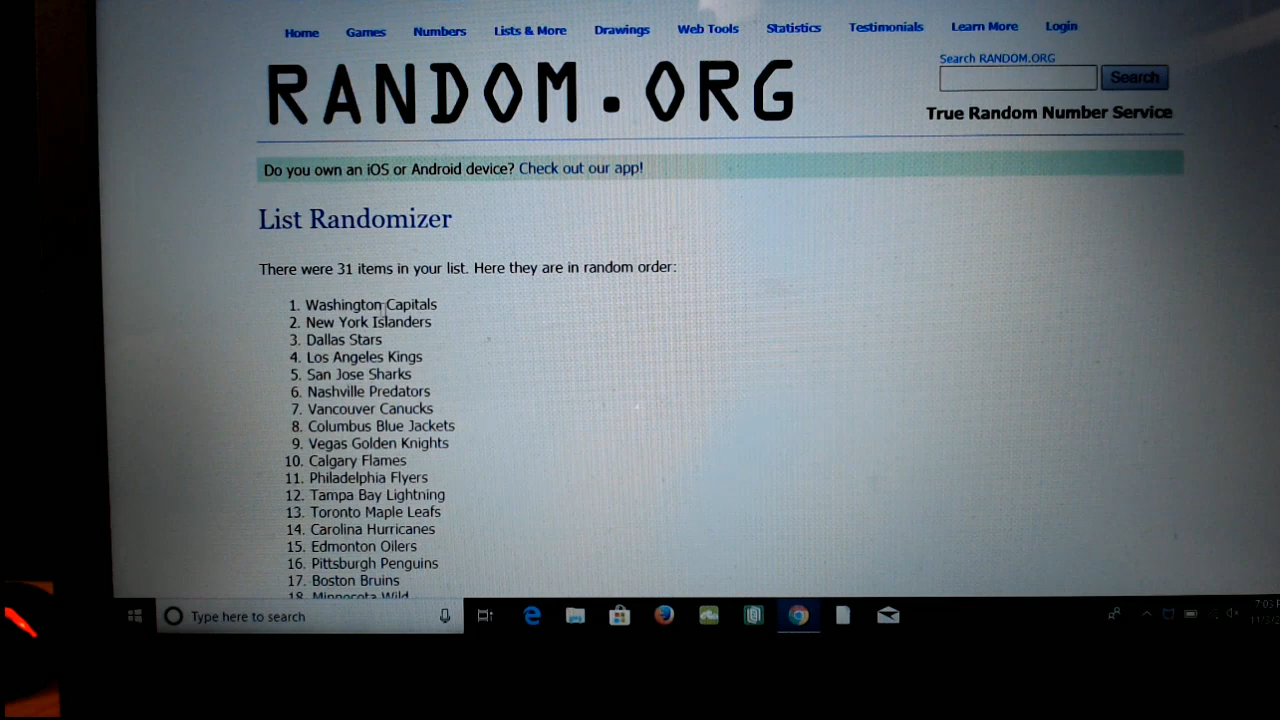 Home Games Numbers Lists & More Drawings Web Tools Statistics Testimonials Learn More Login
RANDOM.ORG
Search RANDOM.ORG
Search
True Random Number Service
Do you own an iOS or Android device? Check out our app!
List Randomizer
There were 31 items in your list. Here they are in random order:
1. Washington Capitals
2. New York Islanders
3. Dallas Stars
4. Los Angeles Kings
5. San Jose Sharks
6. Nashville Predators
7. Vancouver Canucks
8. Columbus Blue Jackets
9. Vegas Golden Knights
10. Calgary Flames
11. Philadelphia Flyers
12. Tampa Bay Lightning
13. Toronto Maple Leafs
14. Carolina Hurricanes
15. Edmonton Oilers
16. Pittsburgh Penguins
17. Boston Bruins
18. Minnesota Wild
Type here to search
7:03